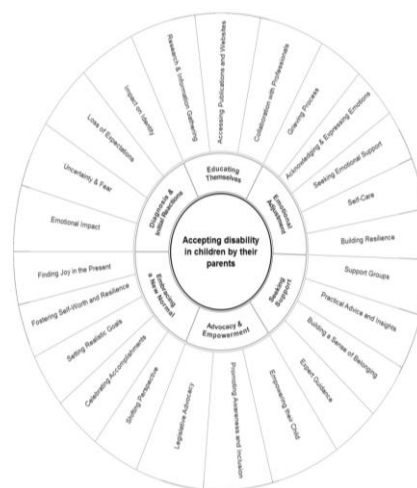 Accepting disability
in children by their
parents
Educating
Themselves
Emotional
Adjustment
Seeking
Support
Advocacy &
Empowerment
Embracing
a New Normal
Diagnosis &
Initial Reactions
Research & Information Gathering
Accessing Publications and Websites
Collaboration with Professionals
Grieving Process
Acknowledging & Expressing Emotions
Seeking Emotional Support
Self-Care
Building Resilience
Support Groups
Practical Advice and Insights
Building a Sense of Belonging
Expert Guidance
Empowering their Child
Promoting Awareness and Inclusion
Legislative Advocacy
Shifting Perspective
Celebrating Accomplishments
Setting Realistic Goals
Fostering Self-Worth and Resilience
Finding Joy in the Present
Emotional Impact
Uncertainty & Fear
Loss of Expectations
Impact on Identity